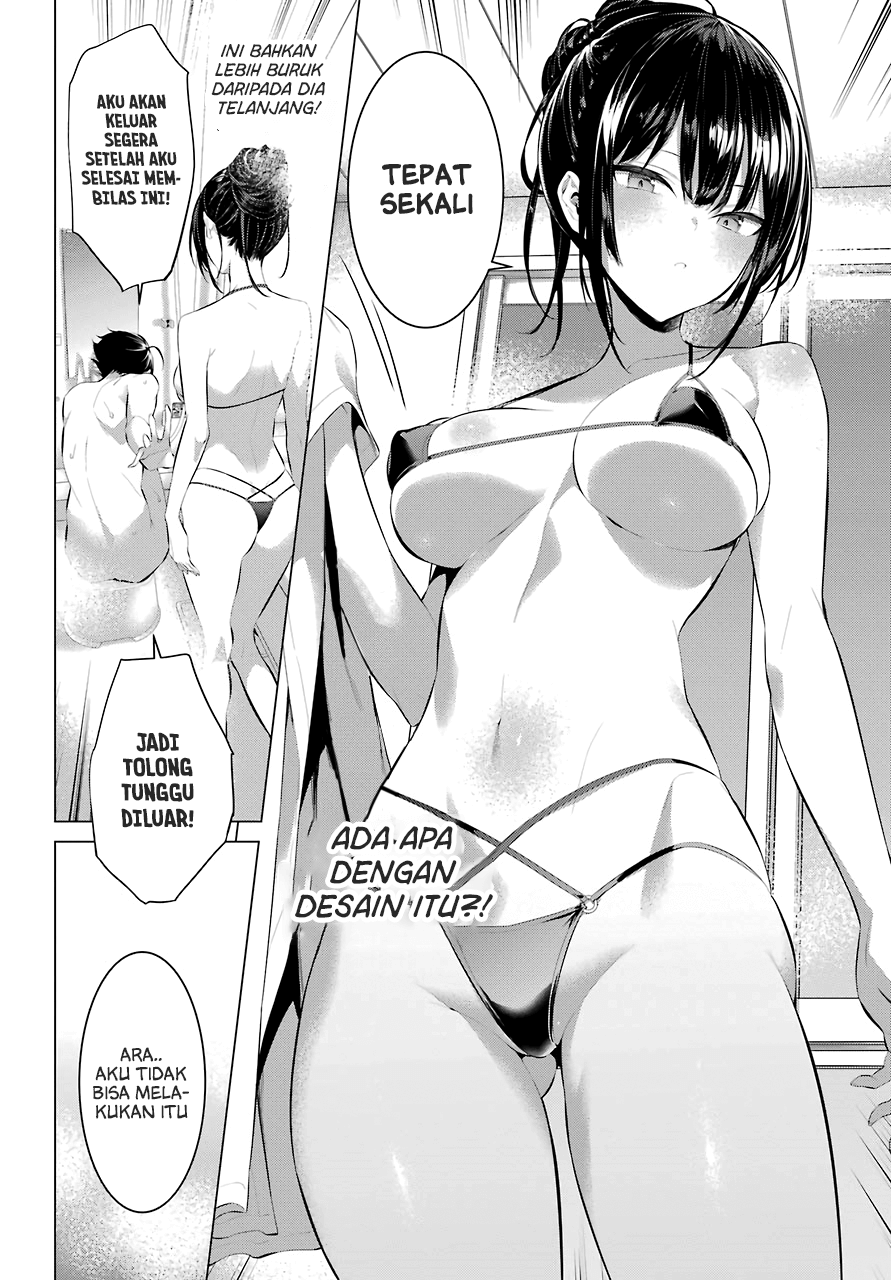 TEPAT
SEKALI
ADA APA
DENGAN
DESAIN ITU?!
INI BAHKAN
LEBIH BURUK
DARIPADA DIA
TELANJANG!
AKU AKAN
KELUAR
SEGERA
SETELAH AKU
SELESAI MEM-
BILAS INI!
JADI
TOLONG
TUNGGU
DILUAR!
ARA..
AKU TIDAK
BISA MELA-
KUKAN ITU